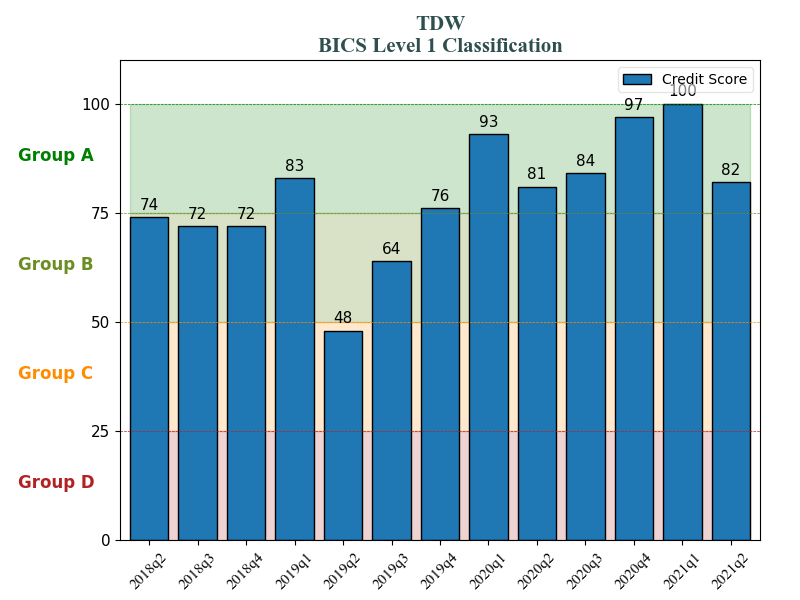 TDW
BICS Level 1 Classification
Credit Score
100
75
50
25
0
Group A
Group B
Group C
Group D
74
72
72
83
48
64
76
93
81
84
97
100
82
2018q2
2018q3
2018q4
2019q1
2019q2
2019q3
2019q4
2020q1
2020q2
2020q3
2020q4
2021q1
2021q2